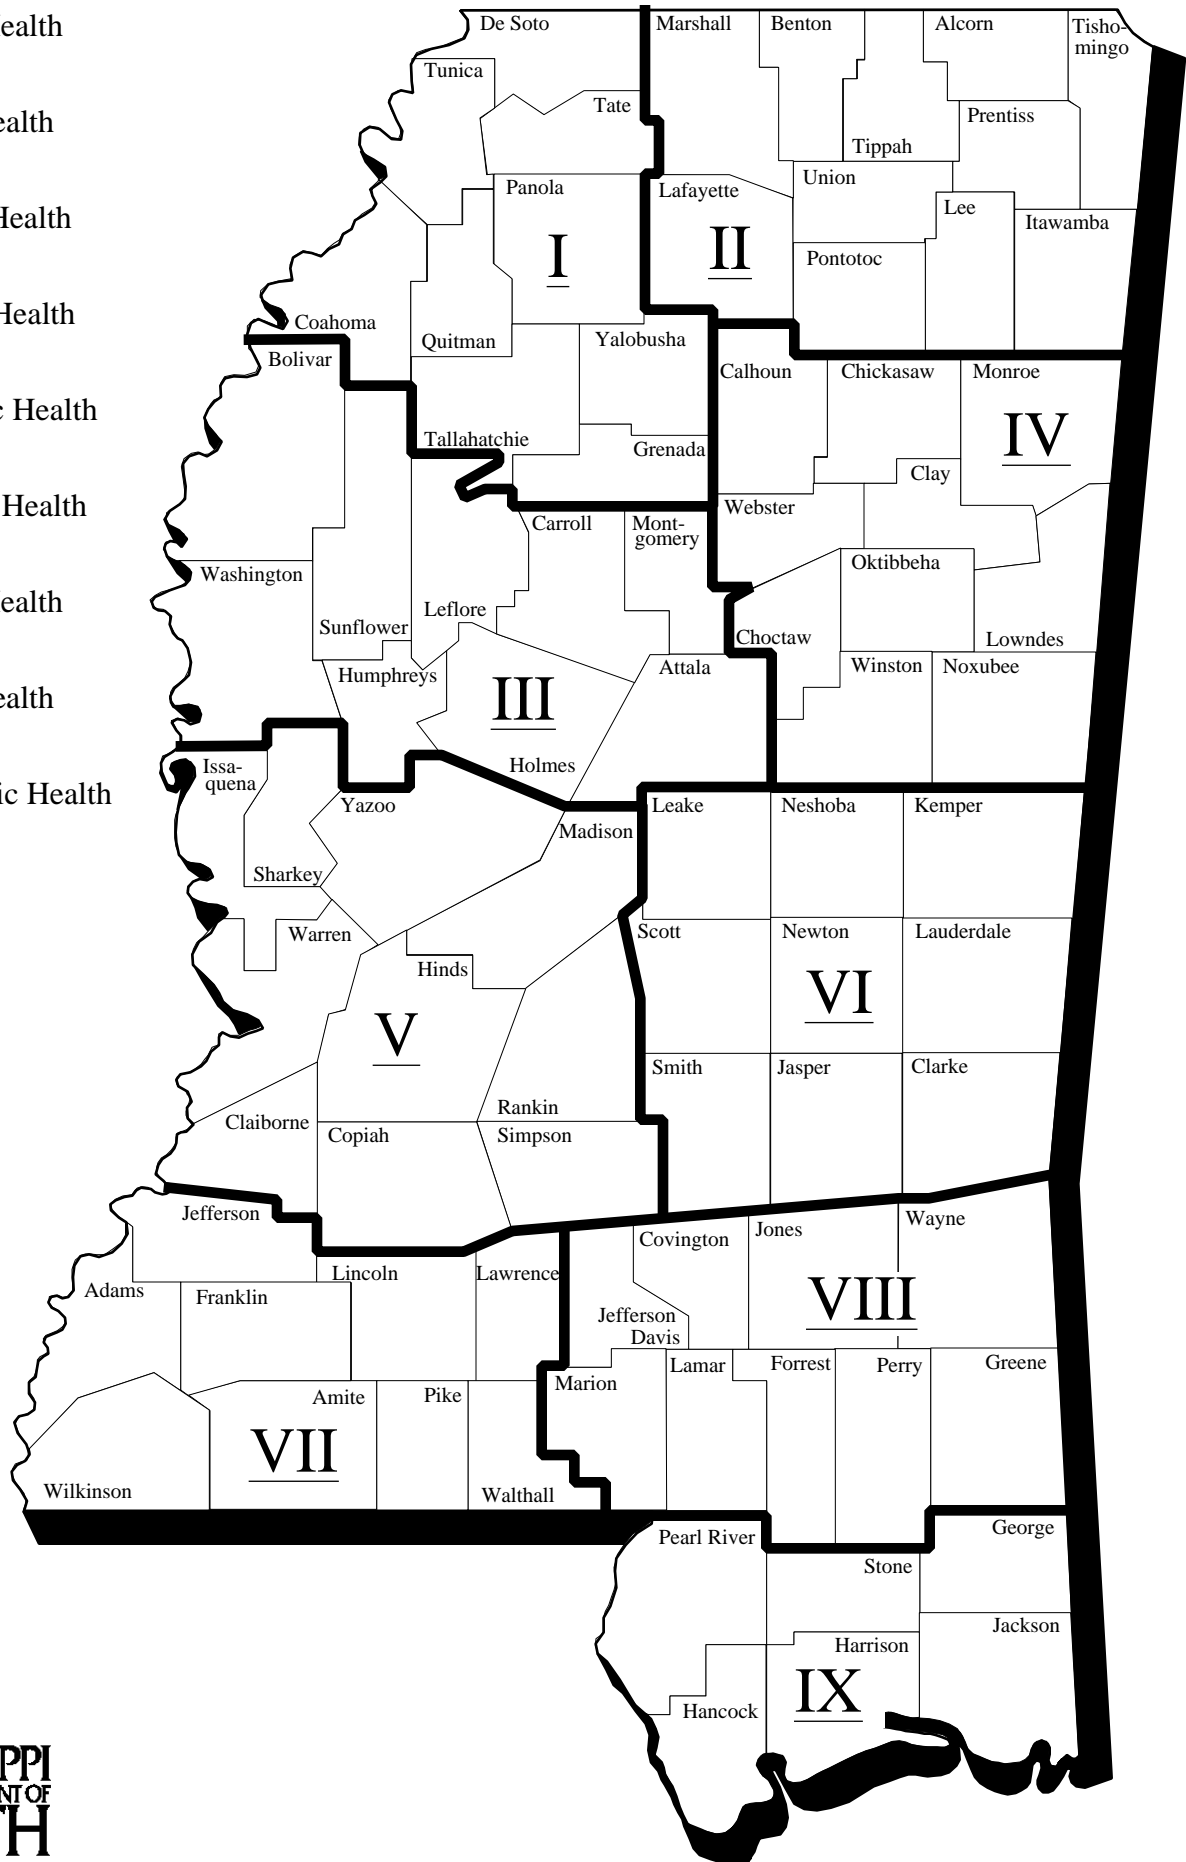 Health
Health
Health
Health
c Health
Health
Health
Health
ic Health
De Soto
Marshall
Benton
Alcorn
Tisho-
mingo
Tunica
Tate
Prentiss
Tippah
Union
Panola
Lafayette
Lee
Itawamba
I
II
Pontotoc
Coahoma
Quitman
Yalobusha
Bolivar
Calhoun
Chickasaw
Monroe
IV
Tallahatchie
Grenada
Clay
Webster
Carroll
Mont-
gomery
Oktibbeha
Washington
Leflore
Sunflower
Choctaw
Lowndes
Humphreys
Attala
Winston
Noxubee
III
Holmes
Issa-
quena
Yazoo
Leake
Neshoba
Kemper
Madison
Sharkey
Warren
Scott
Newton
Lauderdale
Hinds
VI
V
Smith
Jasper
Clarke
Rankin
Claiborne
Copiah
Simpson
Jefferson
Wayne
Covington
Jones
Lincoln
Lawrence
Adams
Franklin
VIII
Jefferson
Davis
Lamar
Forrest
Perry
Greene
Marion
Amite
Pike
VII
Wilkinson
Walthall
George
Pearl River
Stone
Jackson
Harrison
IX
Hancock
PPI
NT OF
TH